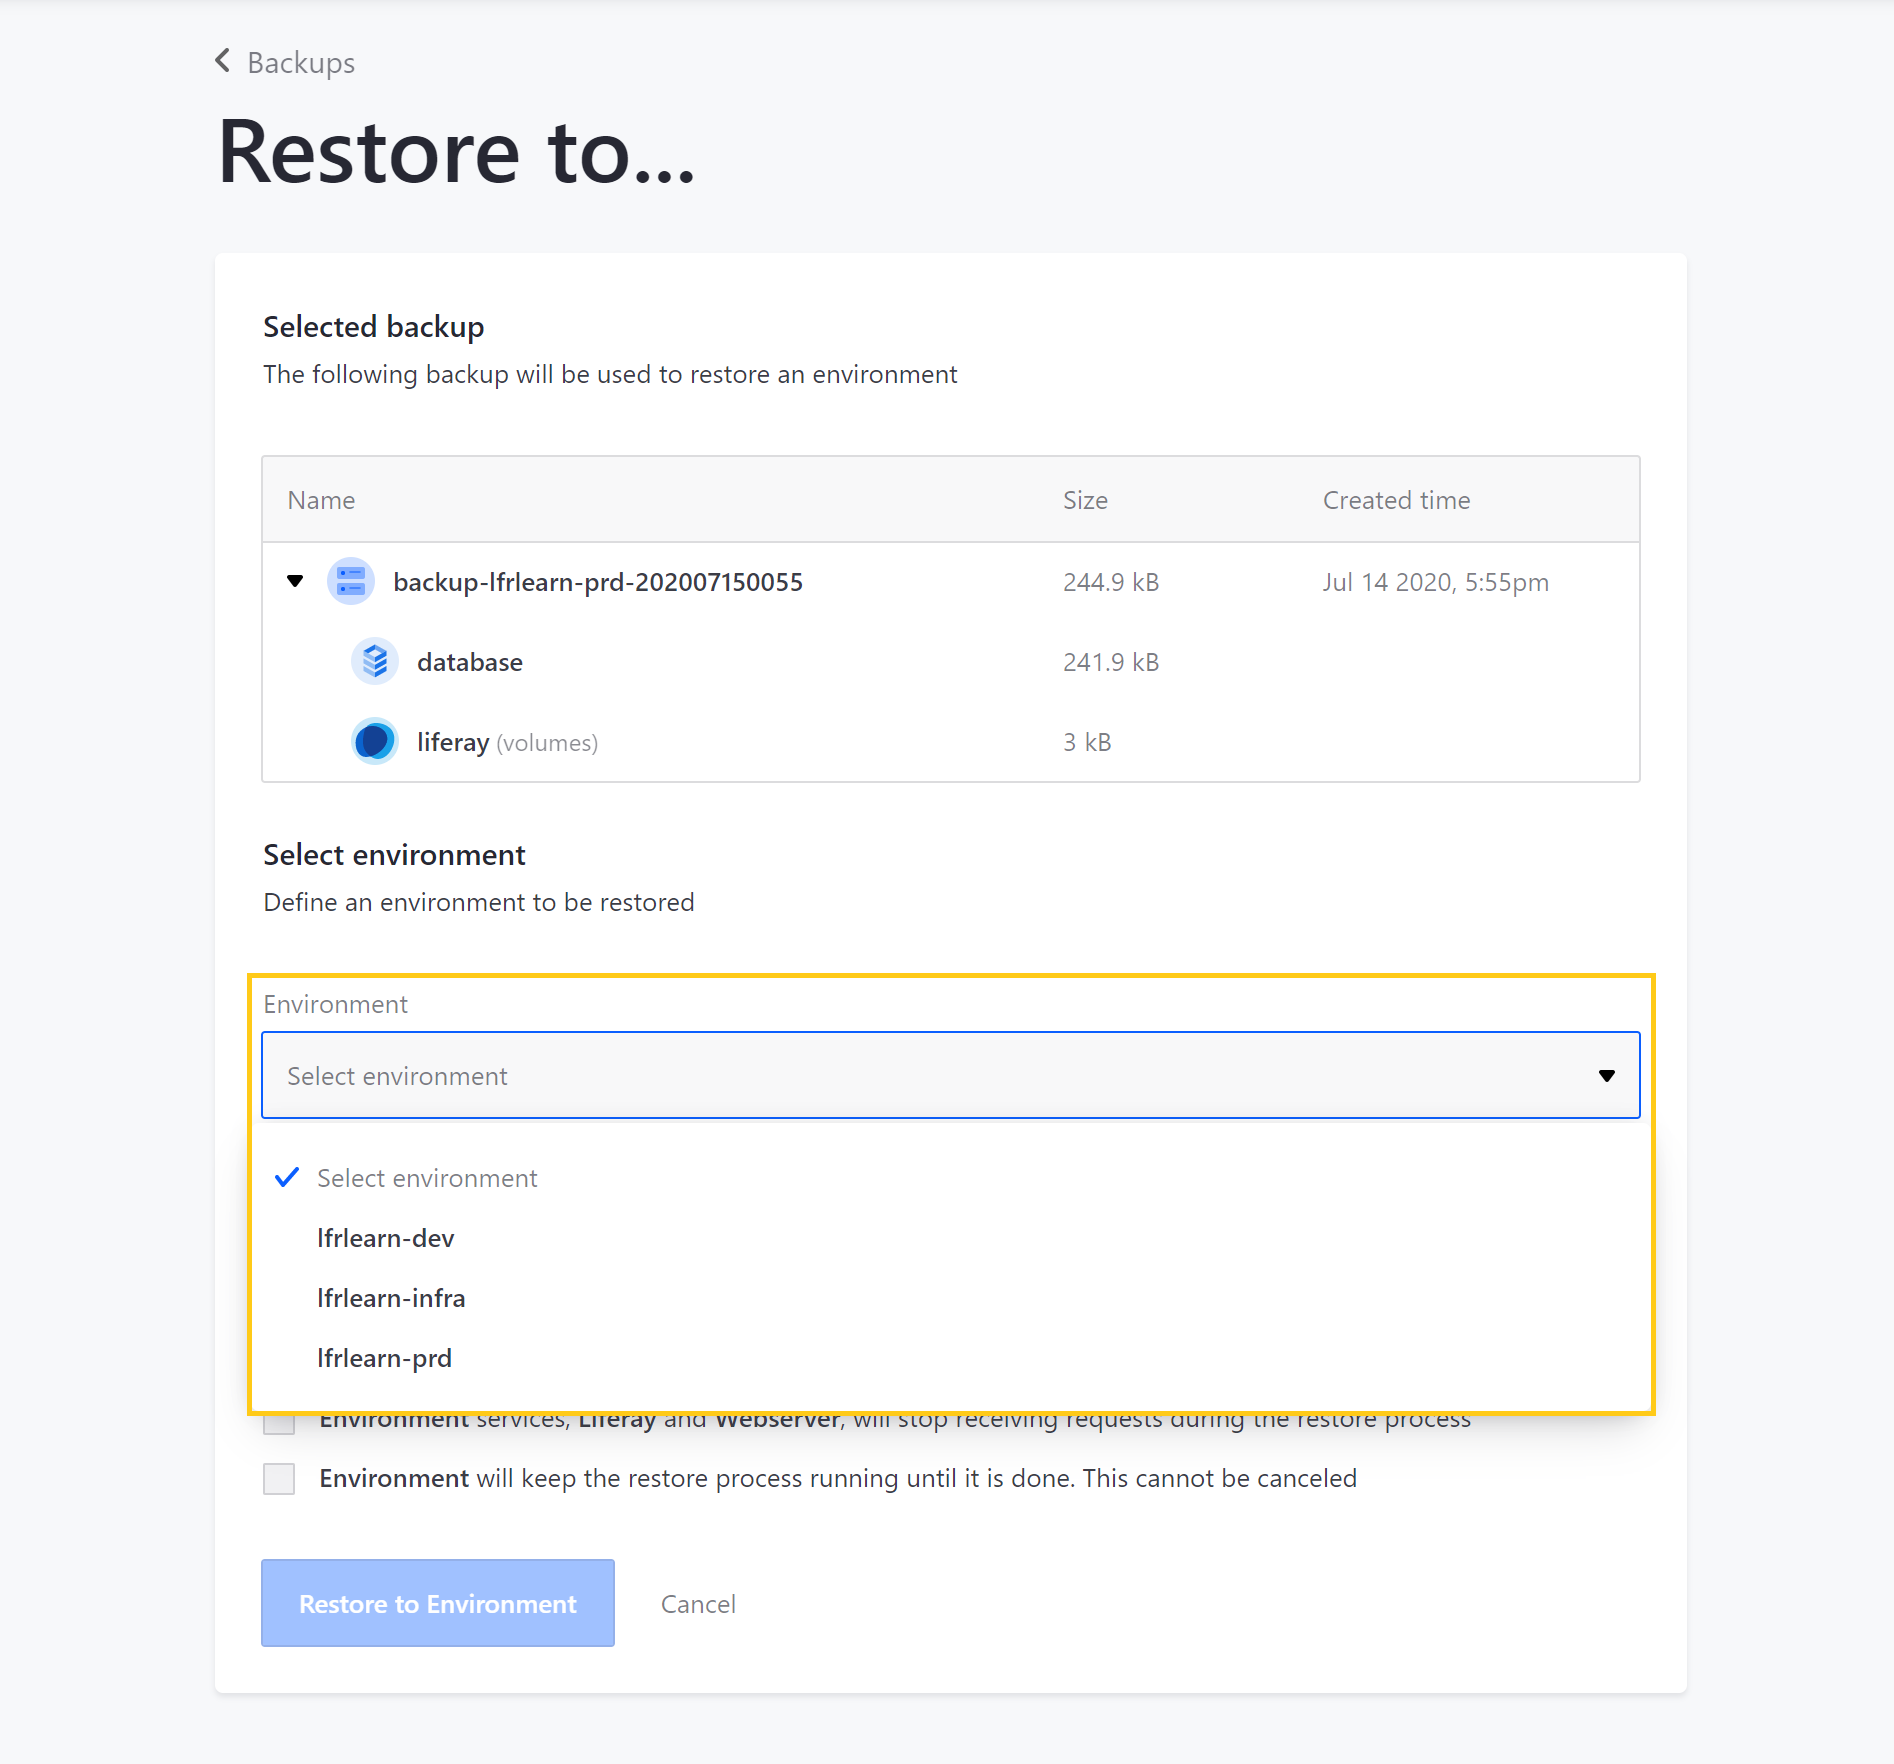 Backups
Restore to...
Selected backup
The following backup will be used to restore an environment
Name Size Created time
backup-lfrlearn-prd-202007150055 244.9 kB Jul 14 2020, 5:55pm
database 241.9 kB
liferay (volumes) 3 kB
Select environment
Define an environment to be restored
Environment
Select environment
Select environment
lfrlearn-dev
lfrlearn-infra
lfrlearn-prd
Environment services, Liferay and Webserver, will stop receiving requests during the restore process
Environment will keep the restore process running until it is done. This cannot be canceled
Restore to Environment Cancel